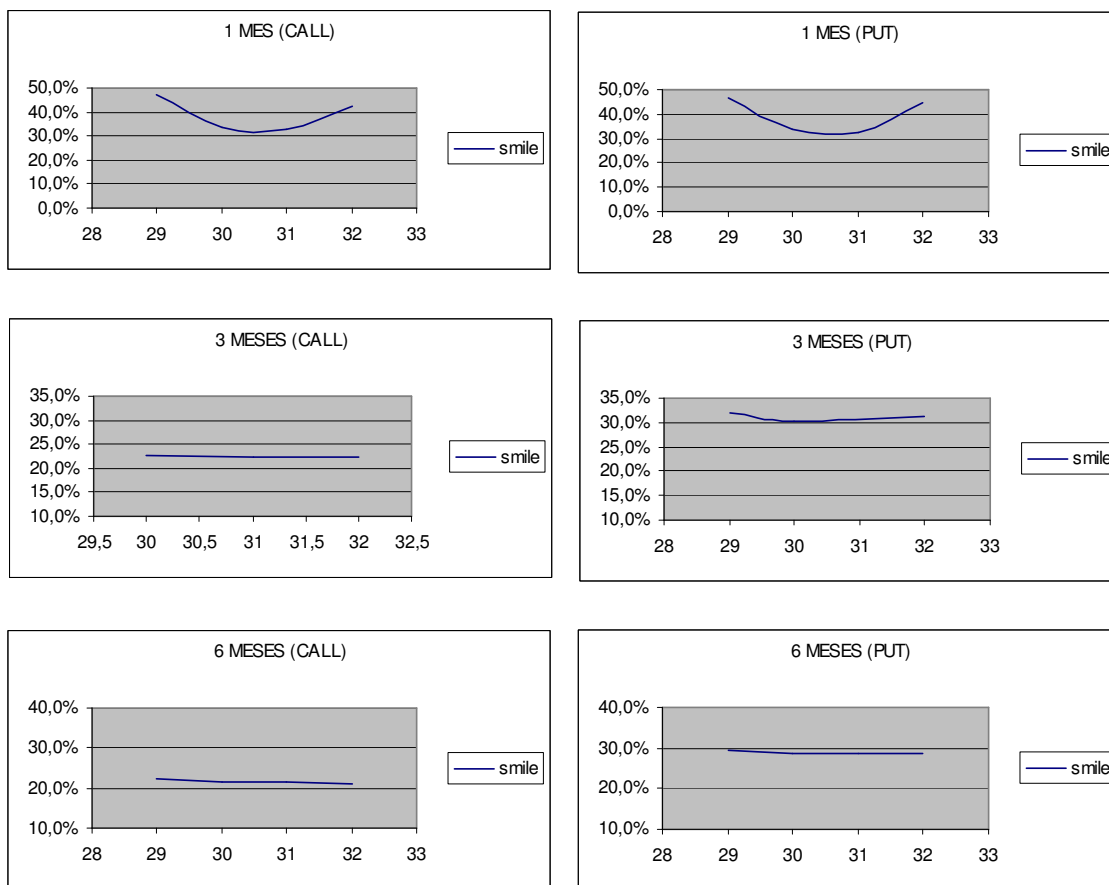 1 MES (CALL)
50,0%
40,0%
30,0%
20,0%
10,0%
0,0%
28 29 30 31 32 33
smile
1 MES (PUT)
50,0%
40,0%
30,0%
20,0%
10,0%
0,0%
28 29 30 31 32 33
smile
3 MESES (CALL)
35,0%
30,0%
25,0%
20,0%
15,0%
10,0%
29,5 30 30,5 31 31,5 32 32,5
smile
3 MESES (PUT)
35,0%
30,0%
25,0%
20,0%
15,0%
10,0%
28 29 30 31 32 33
smile
6 MESES (CALL)
40,0%
30,0%
20,0%
10,0%
28 29 30 31 32 33
smile
6 MESES (PUT)
40,0%
30,0%
20,0%
10,0%
28 29 30 31 32 33
smile